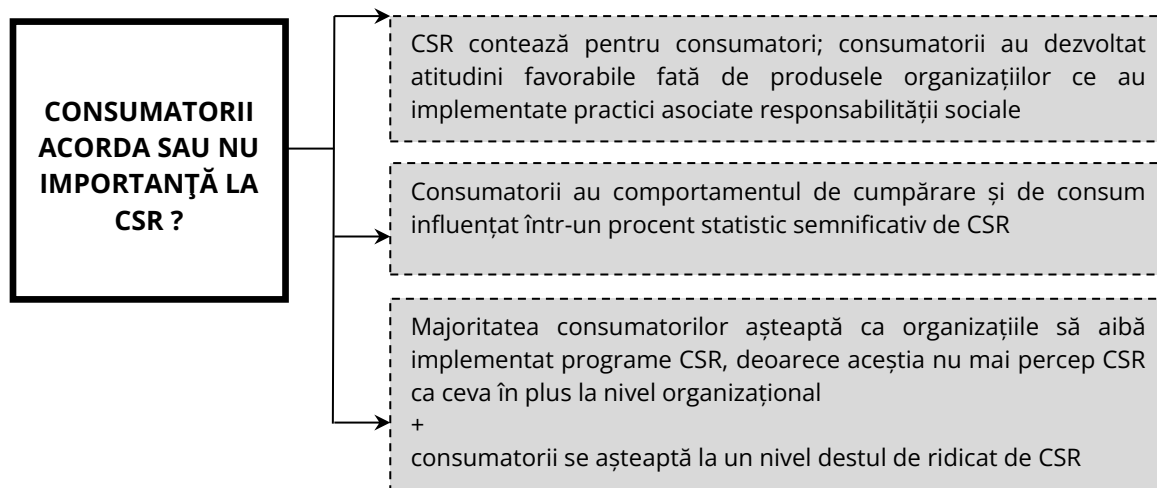 CONSUMATORII
ACORDA SAU NU
IMPORTANŢĂ LA
CSR ?
CSR contează pentru consumatori; consumatorii au dezvoltat
atitudini favorabile fată de produsele organizațiilor ce au
implementate practici asociate responsabilității sociale
Consumatorii au comportamentul de cumpărare și de consum
influențat într-un procent statistic semnificativ de CSR
Majoritatea consumatorilor așteaptă ca organizațiile să aibă
implementat programe CSR, deoarece aceștia nu mai percep CSR
ca ceva în plus la nivel organizațional
+
consumatorii se așteaptă la un nivel destul de ridicat de CSR